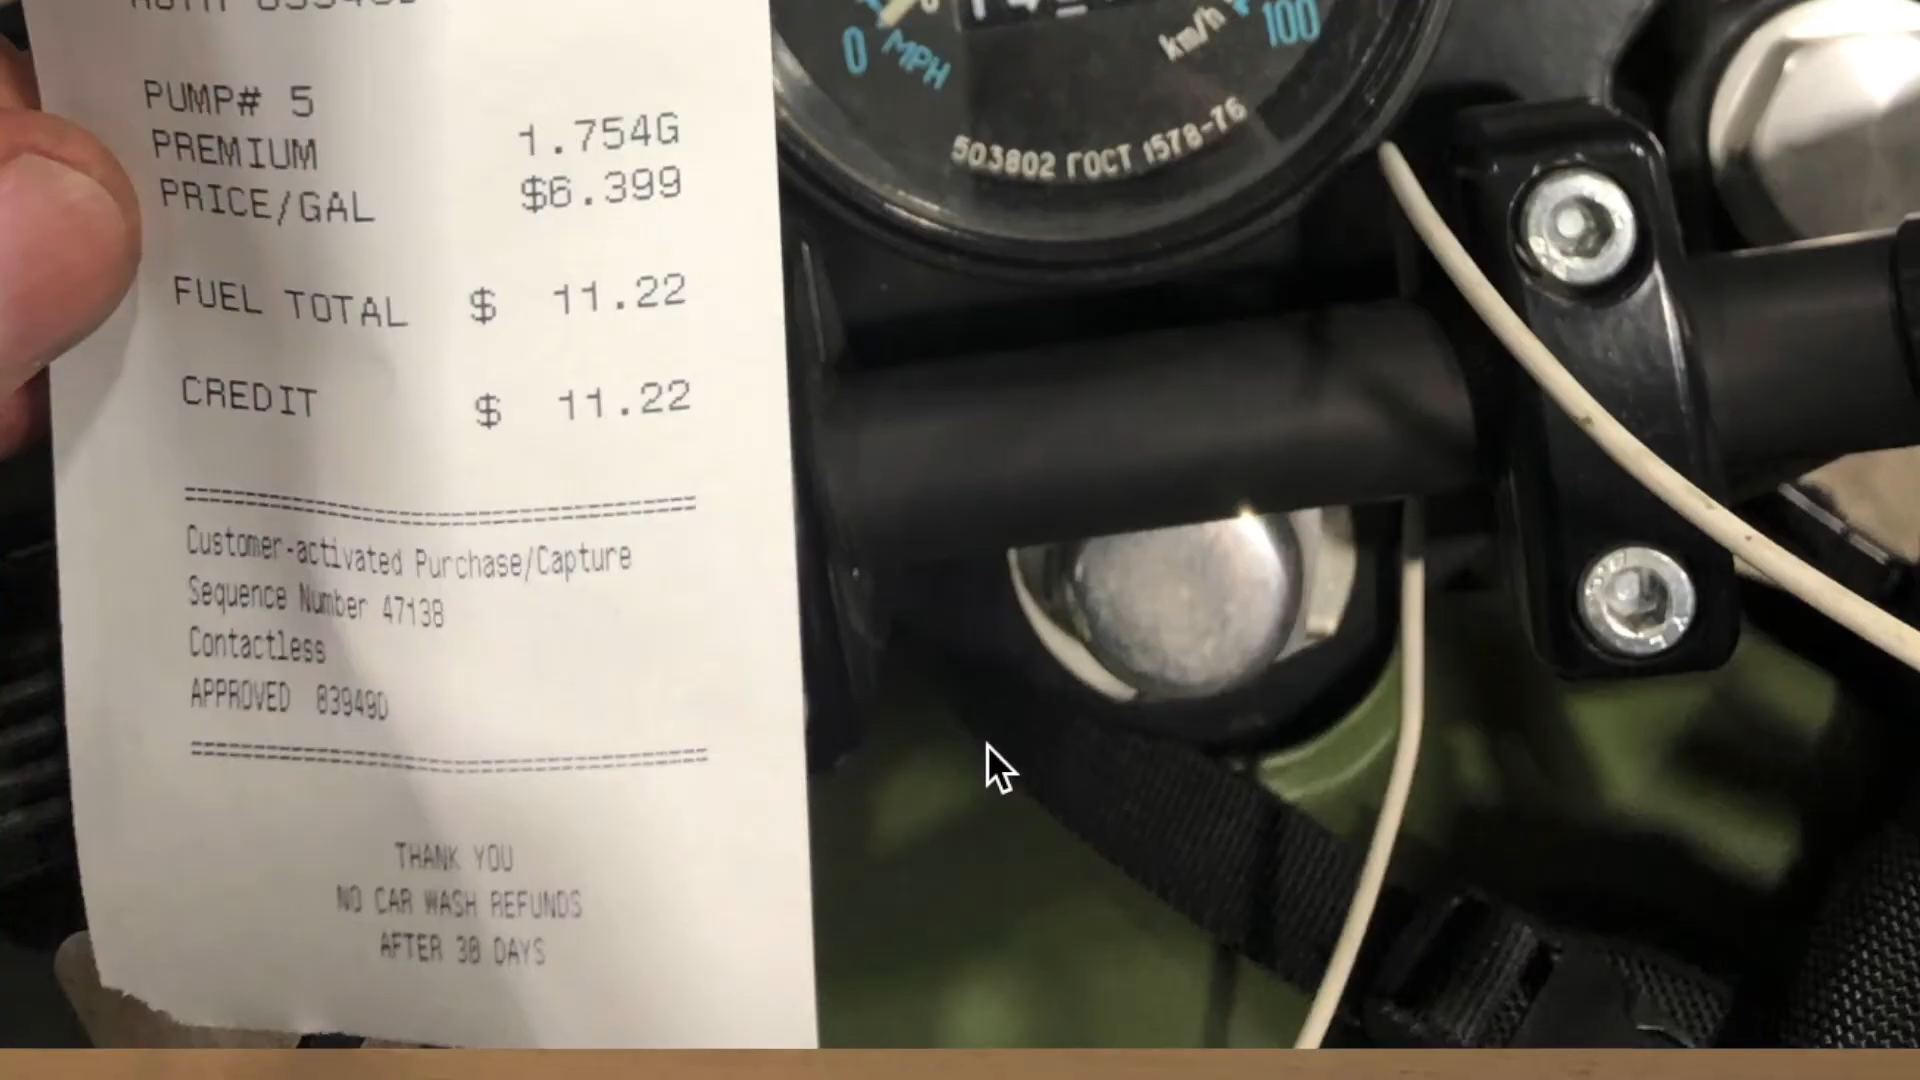 PUMP# 5
PREMIUM 1.754G
PRICE/GAL $6.399
FUEL TOTAL $ 11.22
CREDIT $ 11.22
Customer-activated Purchase/Capture
Sequence Number 47138
Contactless
APPROVED 03949D
THANK YOU
NO CAR WASH REFUNDS
AFTER 30 DAYS
0 MPH
km/h 100
503802 ГОСТ 1578-76